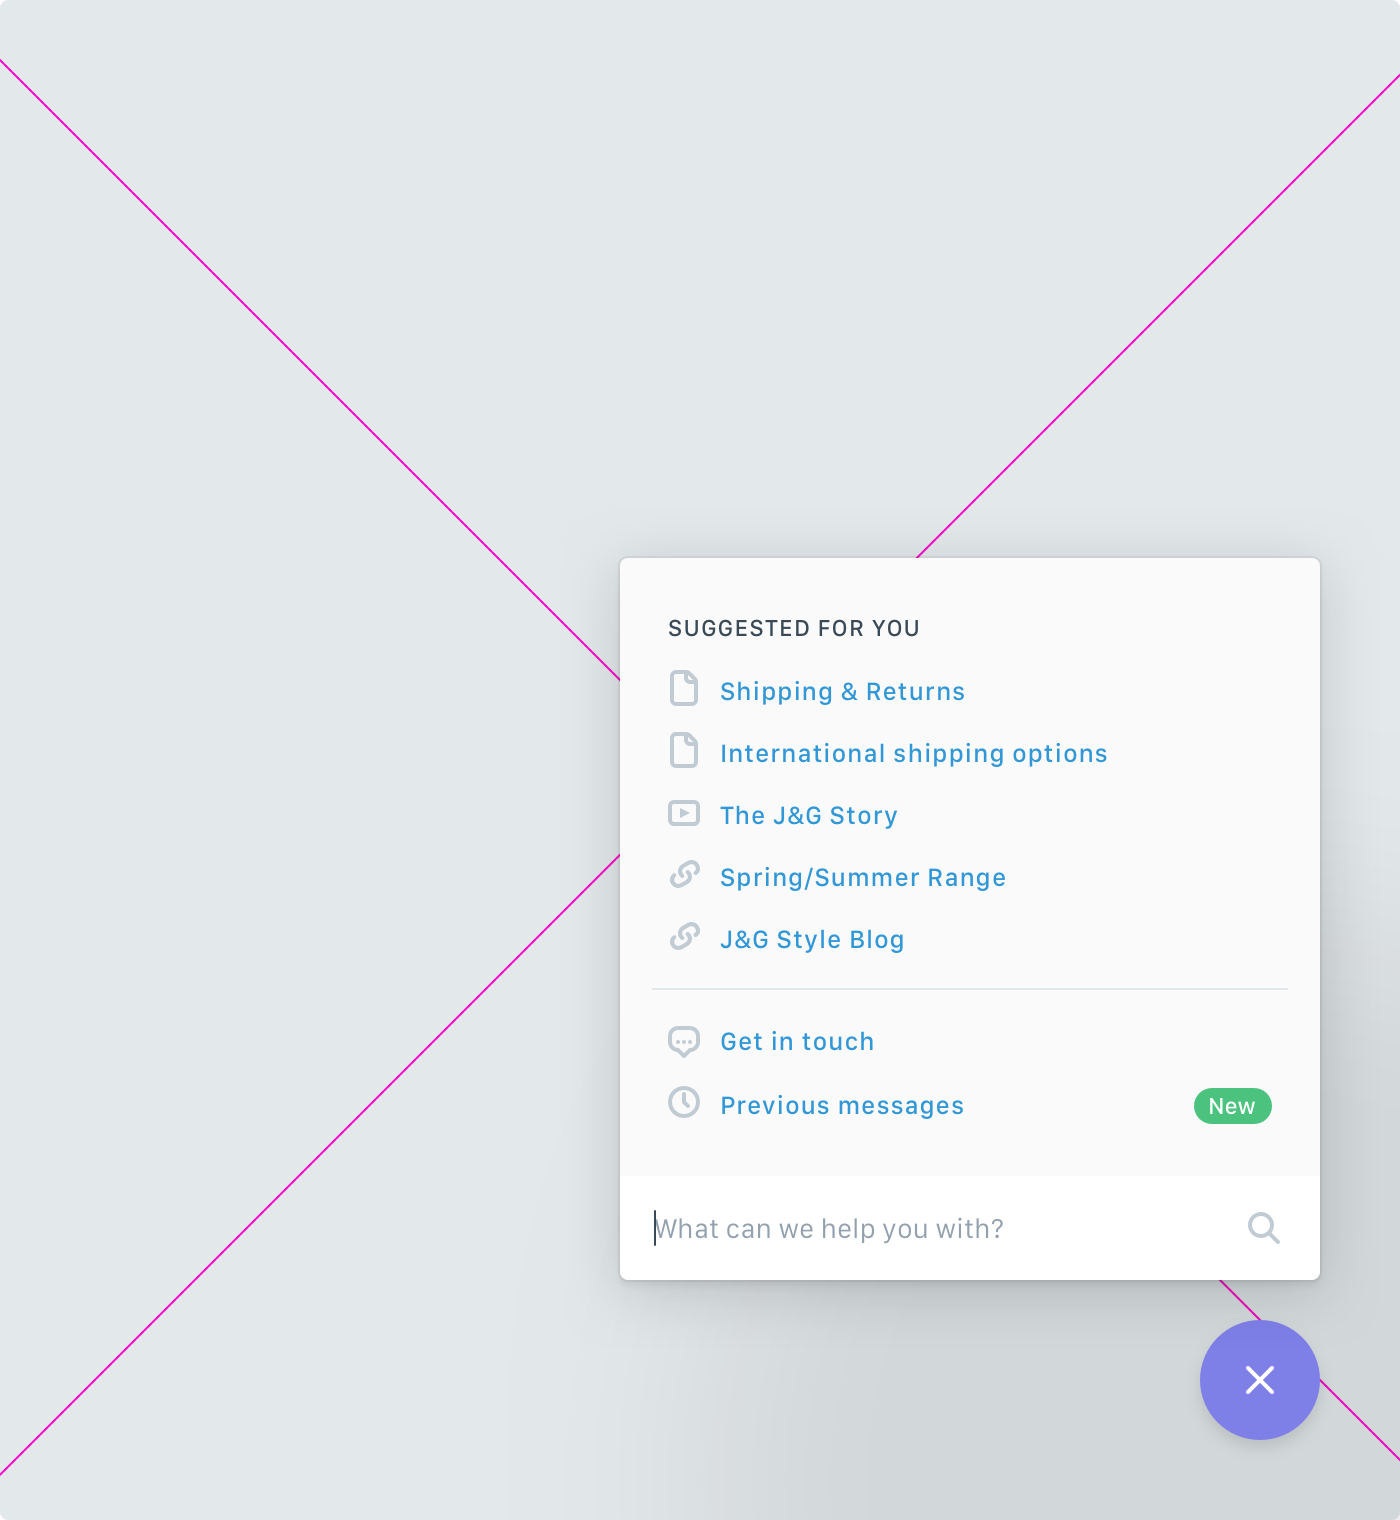 SUGGESTED FOR YOU
Shipping & Returns
International shipping options
The J&G Story
Spring/Summer Range
J&G Style Blog
Get in touch
Previous messages New
What can we help you with?